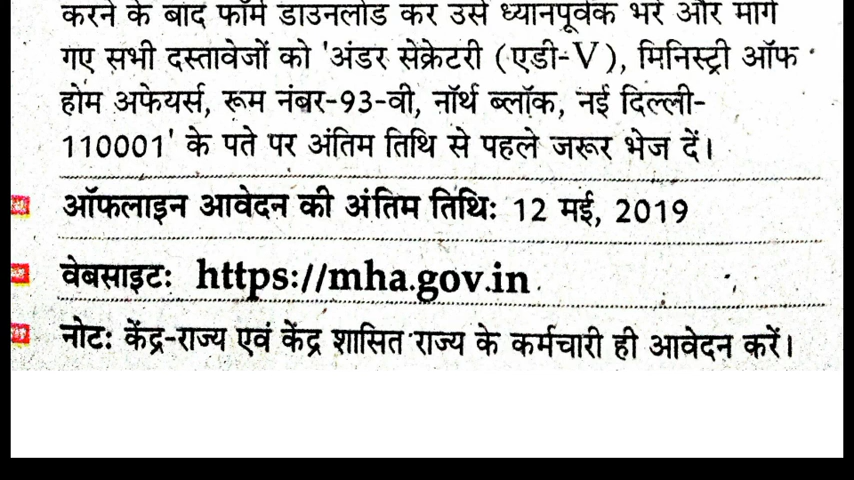 करने के बाद फॉर्म डाउनलोड कर उसे ध्यानपूर्वक भरें और मांगे
गए सभी दस्तावेजों को 'अंडर सेक्रेटरी (एडी-V), मिनिस्ट्री ऑफ
होम अफेयर्स, रूम नंबर-93-वी, नॉर्थ ब्लॉक, नई दिल्ली-
110001' के पते पर अंतिम तिथि से पहले जरूर भेज दें।
ऑफलाइन आवेदन की अंतिम तिथि: 12 मई, 2019
वेबसाइट: https://mha.gov.in
नोट: केंद्र-राज्य एवं केंद्र शासित राज्य के कर्मचारी ही आवेदन करें।